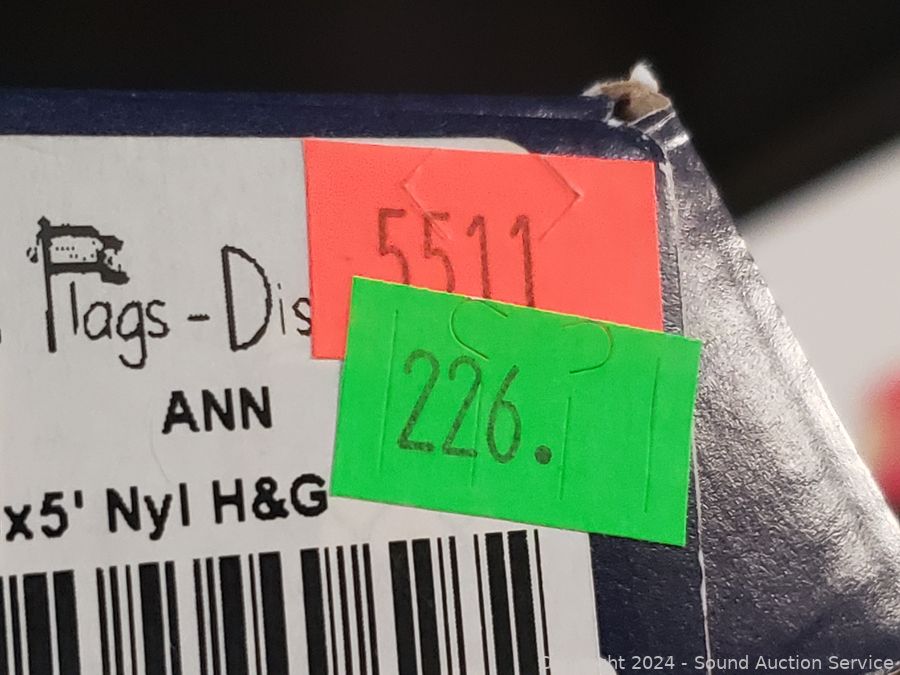 5511
Flags-Dis
226.
ANN
x5' Nyl H&G
Copyright 2024 - Sound Auction Service